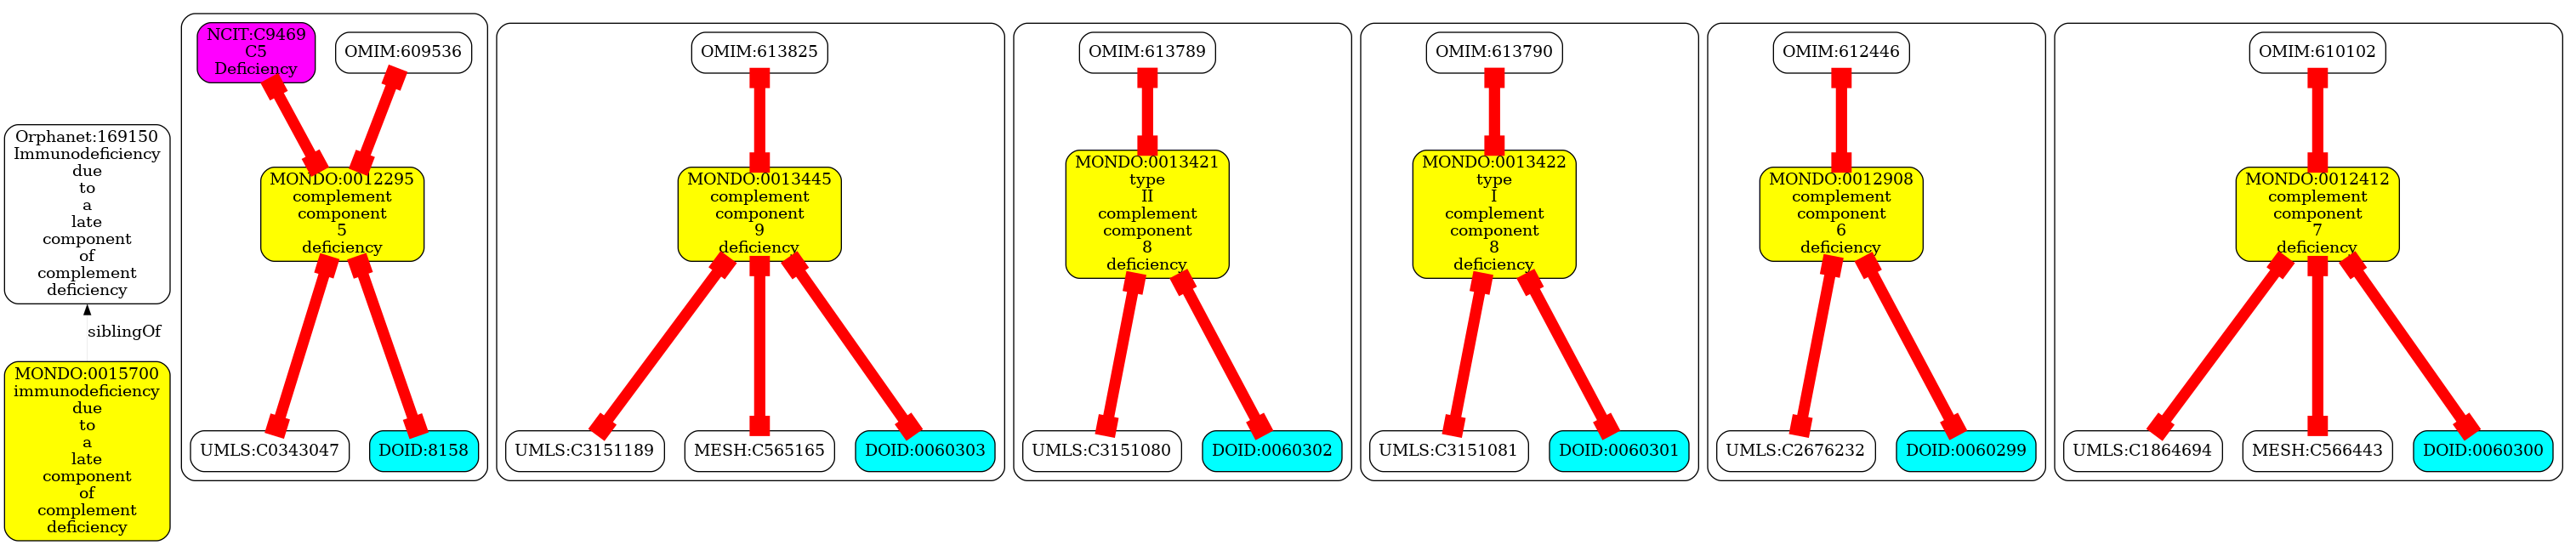 Orphanet:169150
Immunodeficiency
due
to
a
late
component
of
complement
deficiency
siblingOf
MONDO:0015700
immunodeficiency
due
to
a
late
component
of
complement
deficiency
NCIT:C9469
C5
Deficiency
OMIM:609536
MONDO:0012295
complement
component
5
deficiency
UMLS:C0343047
DOID:8158
OMIM:613825
MONDO:0013445
complement
component
9
deficiency
UMLS:C3151189
MESH:C565165
DOID:0060303
OMIM:613789
MONDO:0013421
type
II
complement
component
8
deficiency
UMLS:C3151080
DOID:0060302
OMIM:613790
MONDO:0013422
type
I
complement
component
8
deficiency
UMLS:C3151081
DOID:0060301
OMIM:612446
MONDO:0012908
complement
component
6
deficiency
UMLS:C2676232
DOID:0060299
OMIM:610102
MONDO:0012412
complement
component
7
deficiency
UMLS:C1864694
MESH:C566443
DOID:0060300